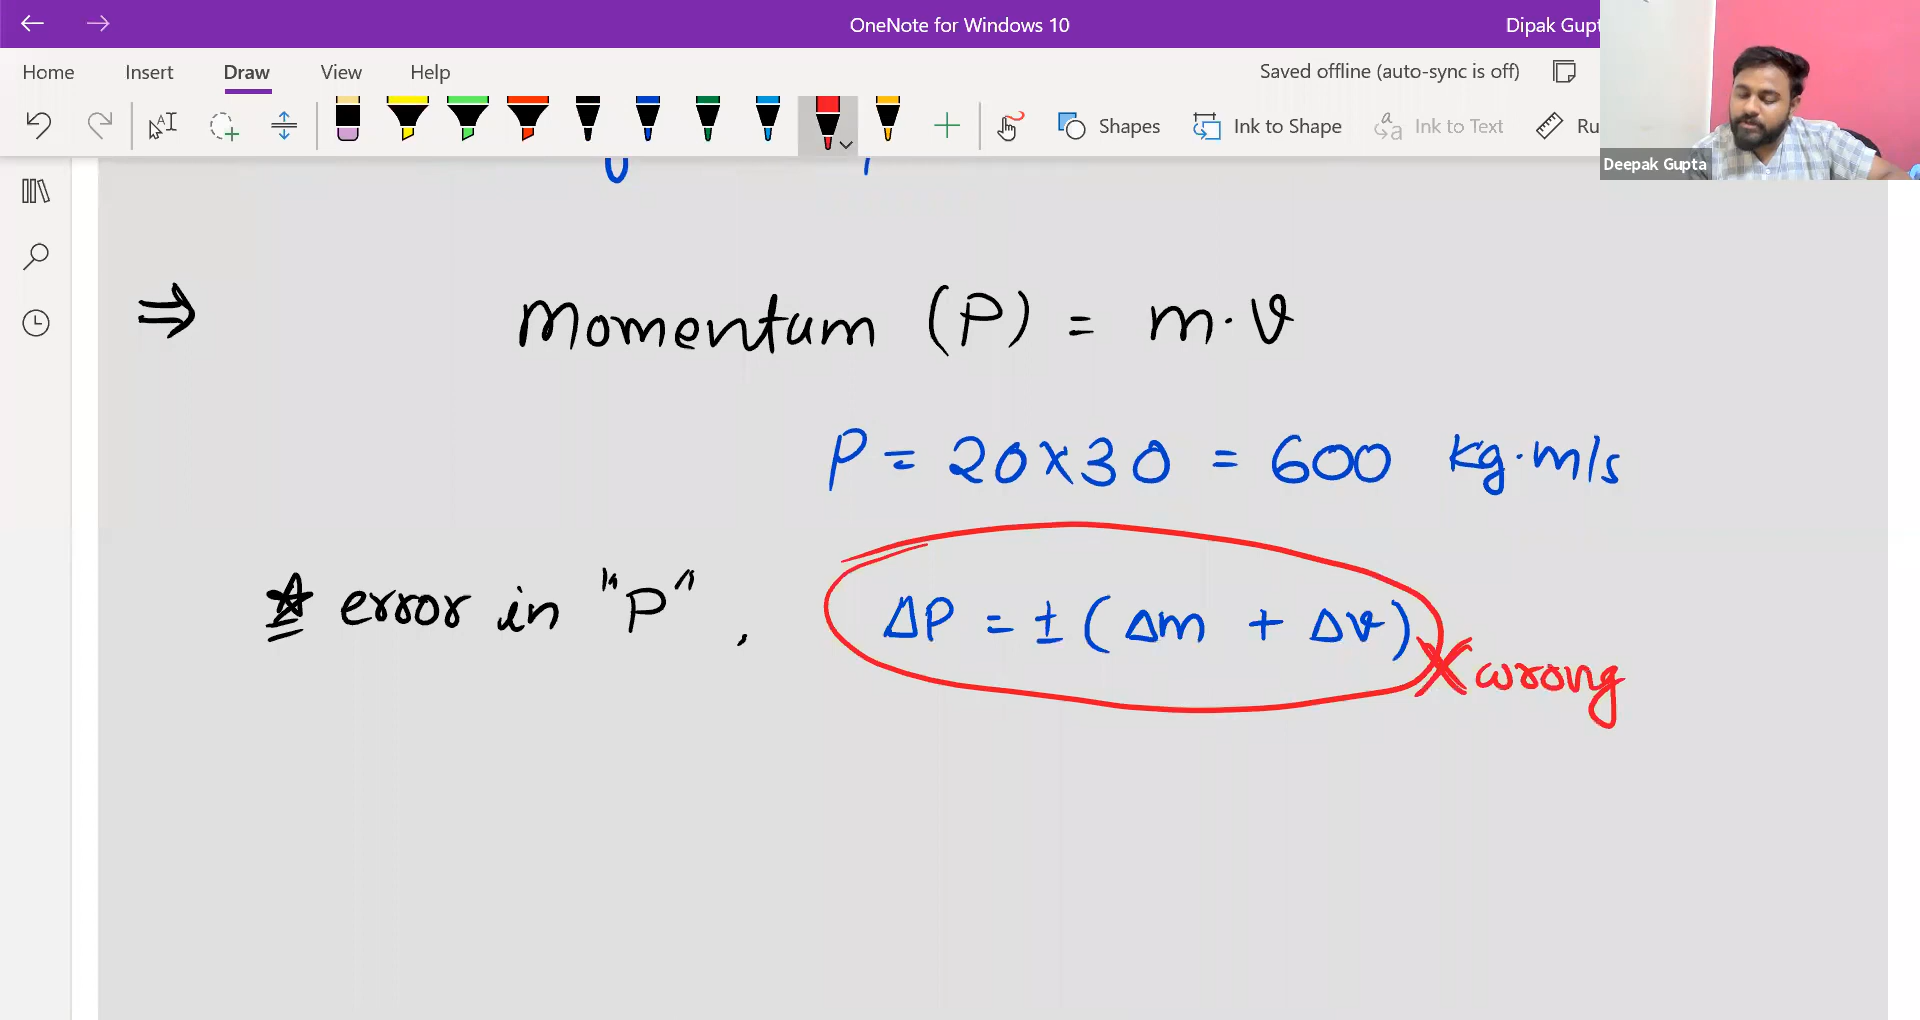 OneNote for Windows 10
Dipak Gupt
Home Insert Draw View Help
Saved offline (auto-sync is off)
Shapes Ink to Shape Ink to Text Ru
Deepak Gupta
⇒ Momentum (P) = m·v
P = 20×30 = 600 kg·m/s
error in "P", ΔP = ±(Δm + Δv)
X wrong